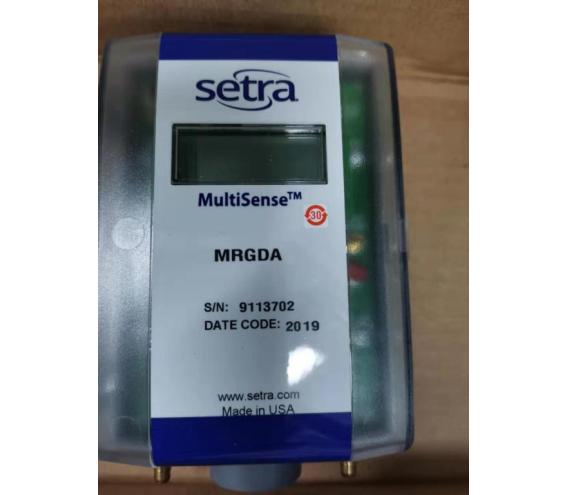 setra
MultiSense™
30
MRGDA
S/N: 9113702
DATE CODE: 2019
www.setra.com
Made in USA